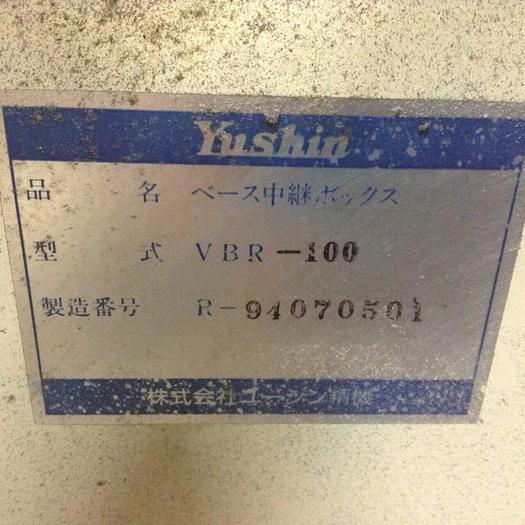 Yushin
品 名 ベース中継ボックス
型 式 VBR-100
製造番号 R-94070501
株式会社ユーシン精機